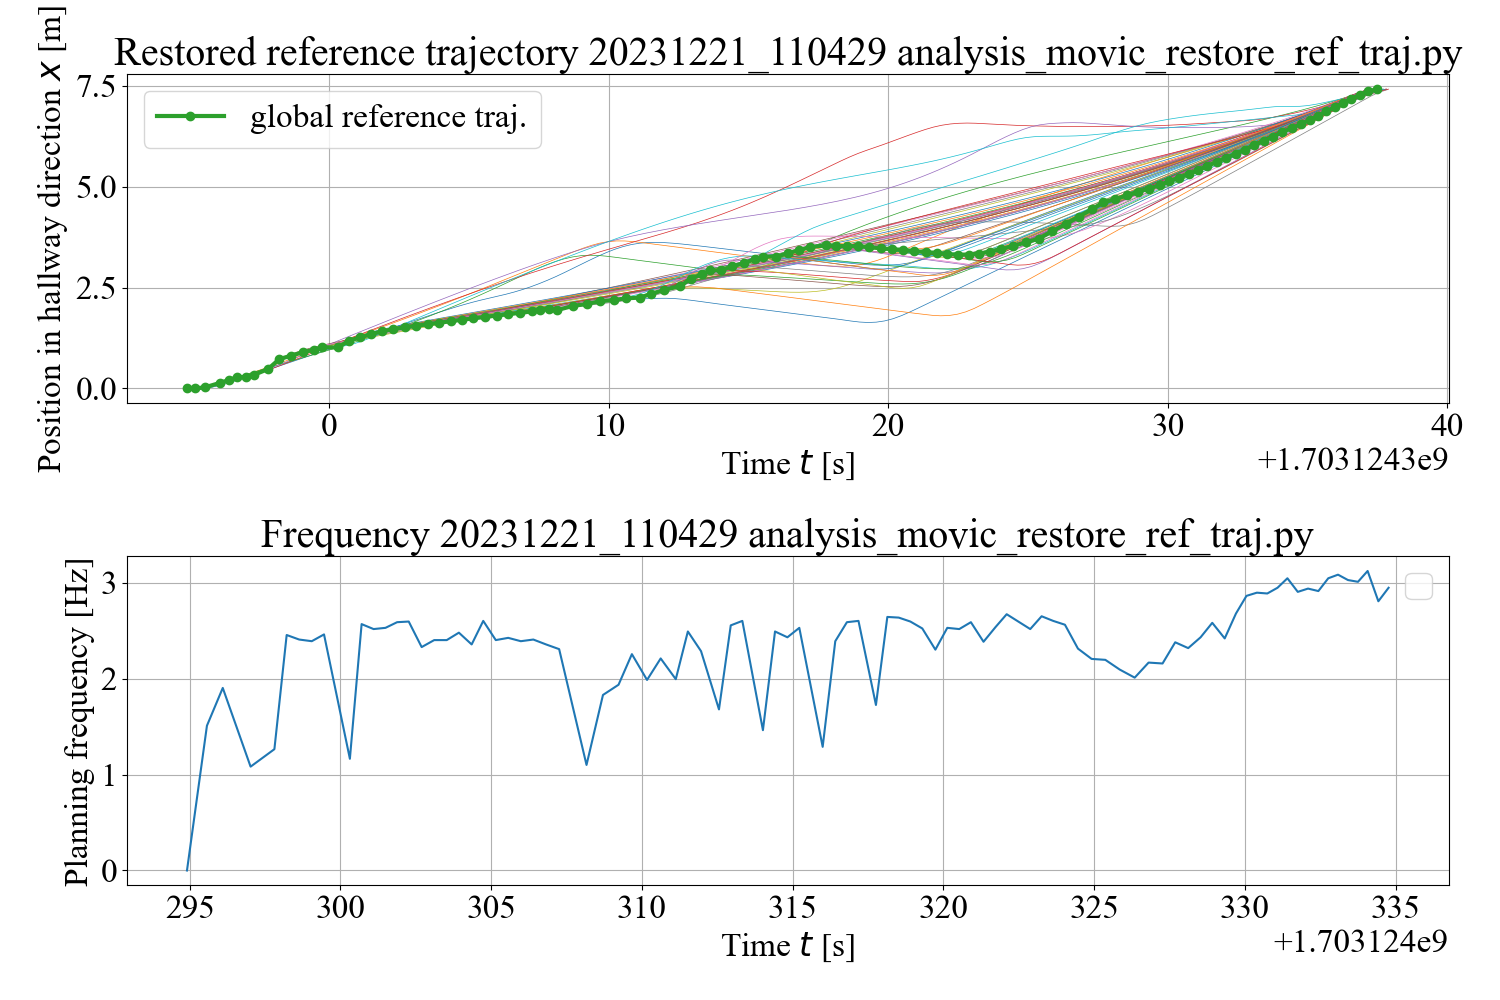 Restored reference trajectory 20231221_110429 analysis_movic_restore_ref_traj.py
Position in hallway direction x [m]
7.5
5.0
2.5
0.0
global reference traj.
0 10 20 30 40
Time t [s]
+1.7031243e9
Frequency 20231221_110429 analysis_movic_restore_ref_traj.py
Planning frequency [Hz]
3
2
1
0
295 300 305 310 315 320 325 330 335
Time t [s]
+1.703124e9